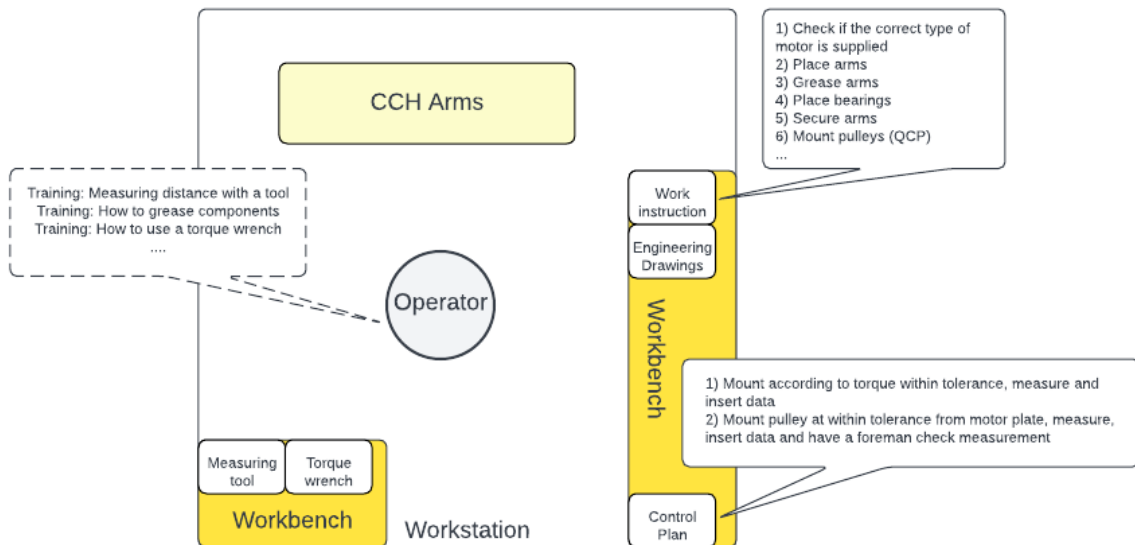 1) Check if the correct type of
motor is supplied
2) Place arms
3) Grease arms
4) Place bearings
5) Secure arms
6) Mount pulleys (QCP)
...
CCH Arms
Training: Measuring distance with a tool
Training: How to grease components
Training: How to use a torque wrench
....
Work
instruction
Engineering
Drawings
Operator
Workbench
1) Mount according to torque within tolerance, measure and
insert data
2) Mount pulley at within tolerance from motor plate, measure,
insert data and have a foreman check measurement
Measuring
tool
Torque
wrench
Workbench
Workstation
Control
Plan